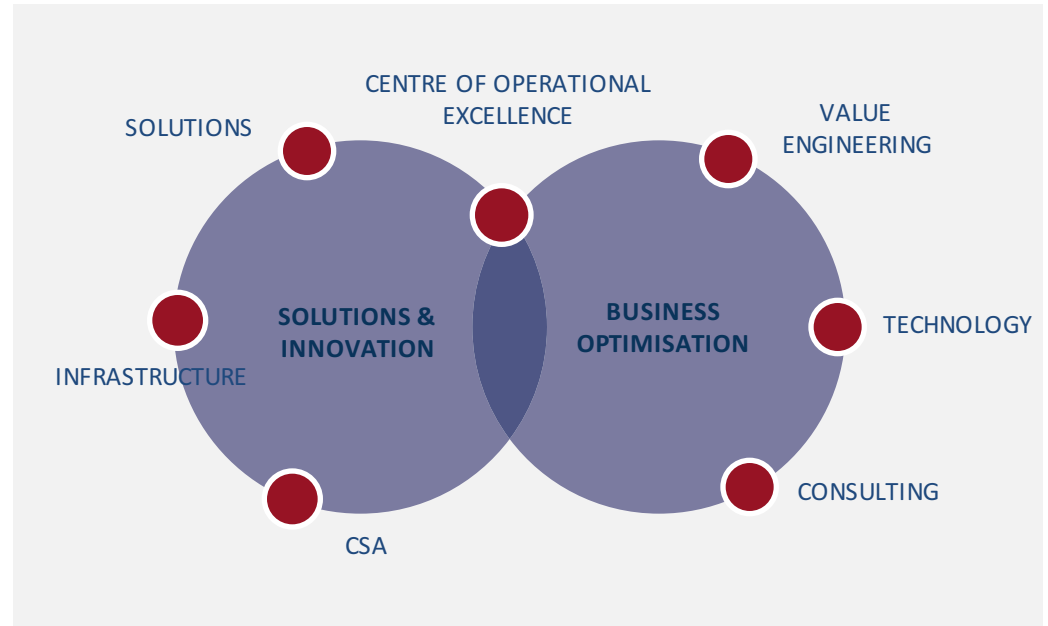 CENTRE OF OPERATIONAL
EXCELLENCE
SOLUTIONS
VALUE
ENGINEERING
SOLUTIONS &
INNOVATION
BUSINESS
OPTIMISATION
TECHNOLOGY
INFRASTRUCTURE
CONSULTING
CSA